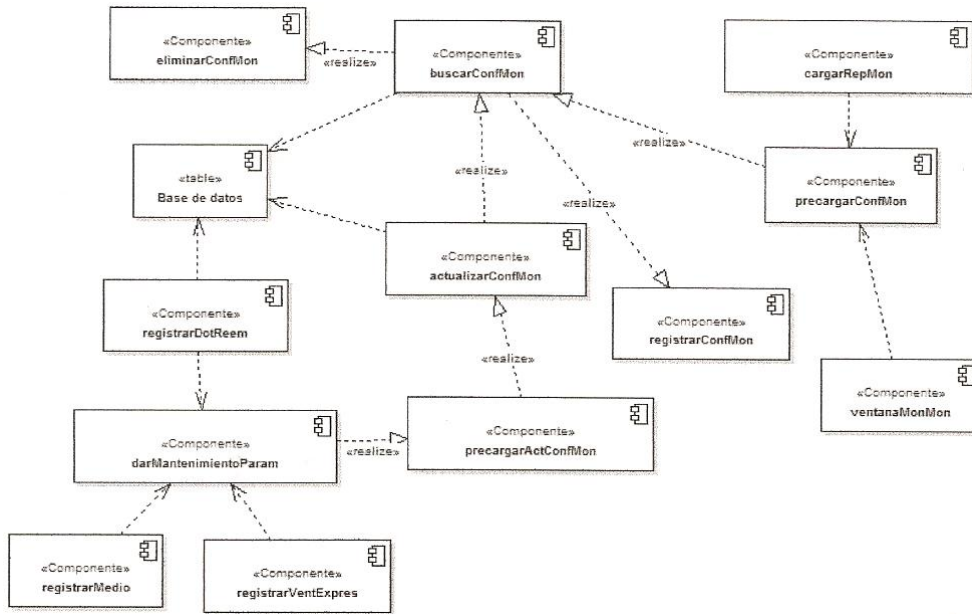 «Componente»
eliminarConfMon
«realize»
«Componente»
buscarConfMon
«Componente»
cargarRepMon
«table»
Base de datos
«realize»
«realize»
«realize»
«Componente»
precargarConfMon
«Componente»
actualizarConfMon
«Componente»
registrarDotReem
«Componente»
registrarConfMon
«realize»
«Componente»
ventanaMonMon
«Componente»
darMantenimientoParam
«realize»
«Componente»
precargarActConfMon
«Componente»
registrarMedio
«Componente»
registrarVentExpres